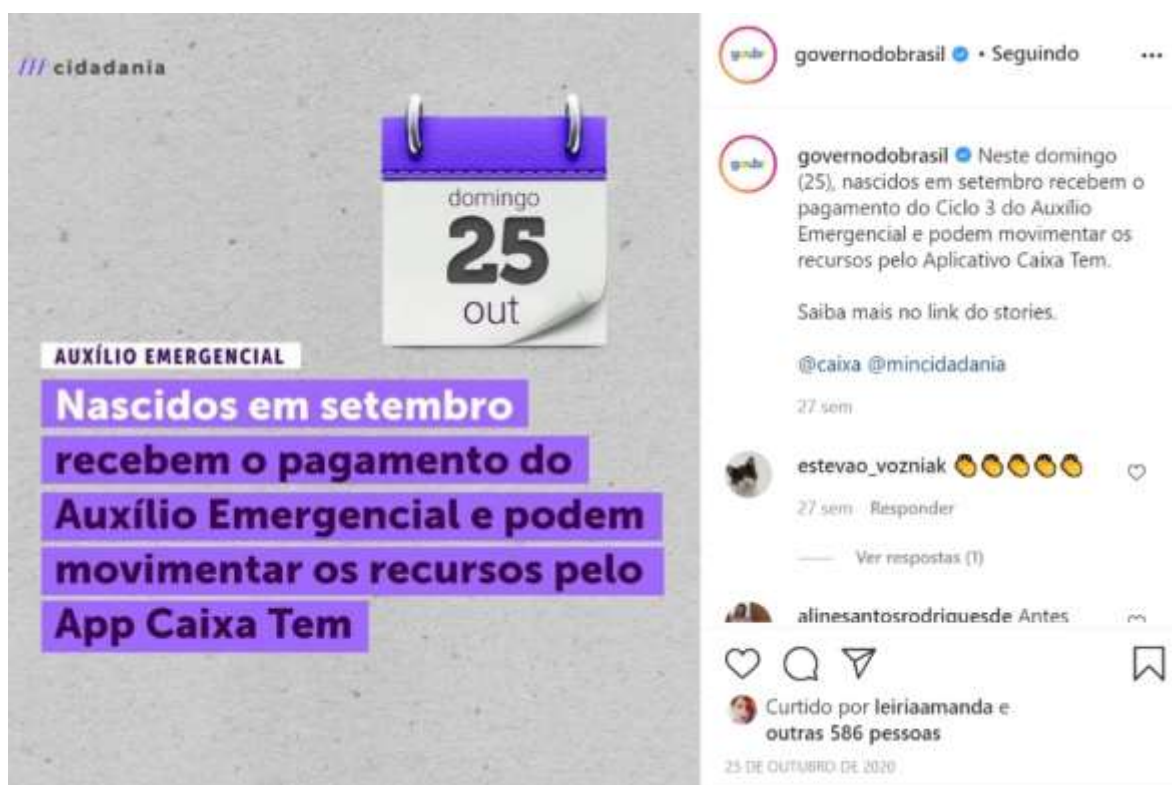 /// cidadania
domingo
25
out
AUXÍLIO EMERGENCIAL
Nascidos em setembro
recebem o pagamento do
Auxílio Emergencial e podem
movimentar os recursos pelo
App Caixa Tem
governodobrasil • Seguindo
governodobrasil Neste domingo
(25), nascidos em setembro recebem o
pagamento do Ciclo 3 do Auxílio
Emergencial e podem movimentar os
recursos pelo Aplicativo Caixa Tem.
Saiba mais no link do stories.
@caixa @mincidadania
27 sem
estevao_vozniak 👏👏👏👏👏
27 sem Responder
Ver respostas (1)
alinesantosrodriguesde Antes
Curtido por leiriaamanda e
outras 586 pessoas
25 DE OUTUBRO DE 2020